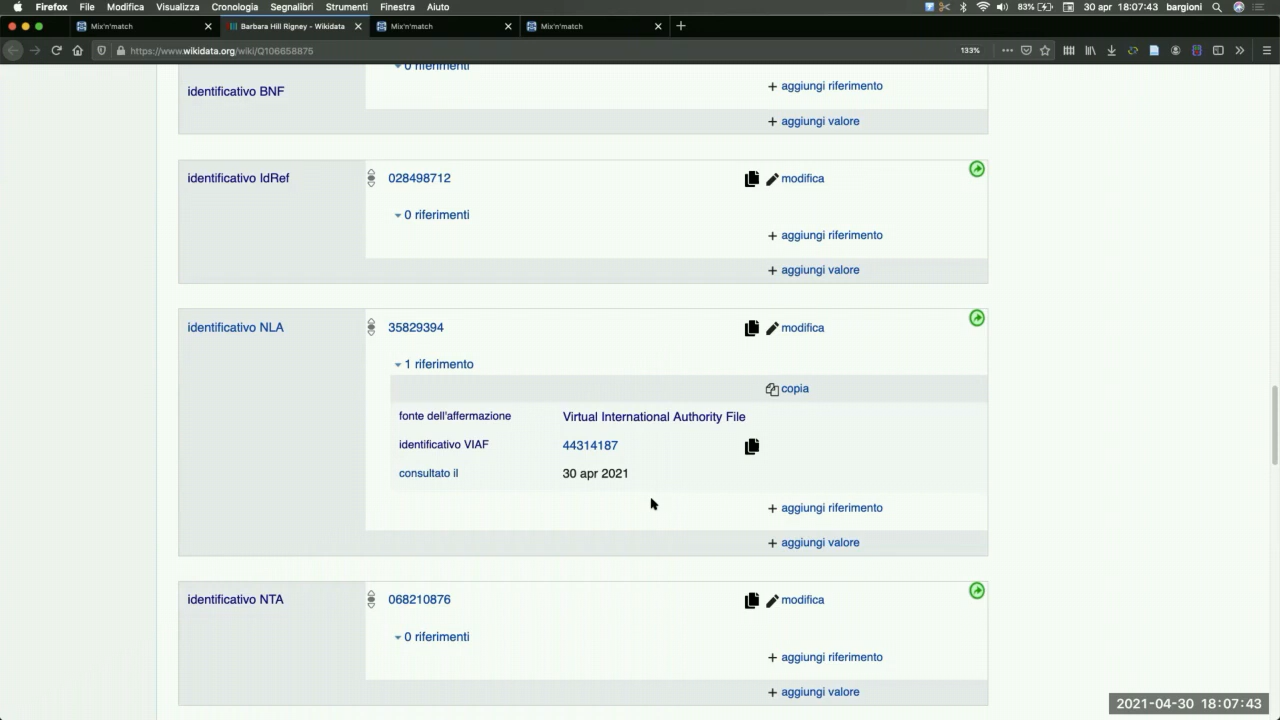 Firefox File Modifica Visualizza Cronologia Segnalibri Strumenti Finestra Aiuto 83% 30 apr 18:07:43 bargioni
Mix'n'match Barbara Hill Rigney - Wikidata Mix'n'match Mix'n'match
https://www.wikidata.org/wiki/Q106658875 133%
0 riferimenti
identificativo BNF
+ aggiungi riferimento
+ aggiungi valore
identificativo IdRef 028498712 modifica
0 riferimenti
+ aggiungi riferimento
+ aggiungi valore
identificativo NLA 35829394 modifica
1 riferimento
copia
fonte dell'affermazione Virtual International Authority File
identificativo VIAF 44314187
consultato il 30 apr 2021
+ aggiungi riferimento
+ aggiungi valore
identificativo NTA 068210876 modifica
0 riferimenti
+ aggiungi riferimento
+ aggiungi valore
2021-04-30 18:07:43